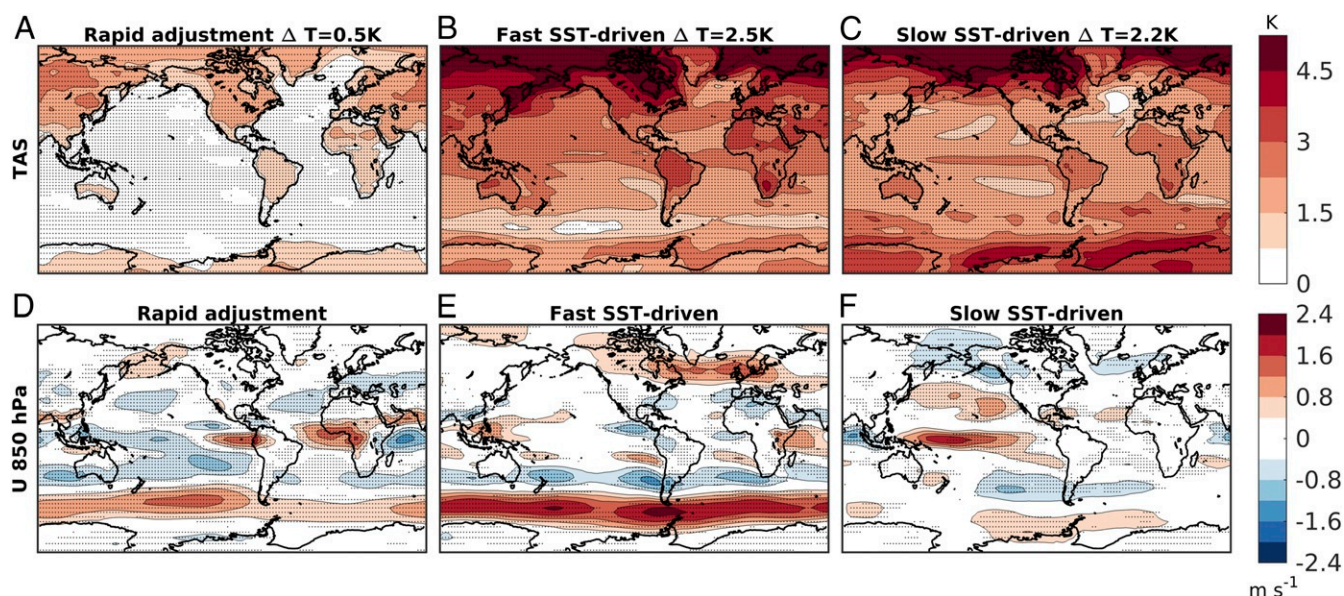 A Rapid adjustment Δ T=0.5K
B Fast SST-driven Δ T=2.5K
C Slow SST-driven Δ T=2.2K
K
TAS
4.5
3
1.5
0
D Rapid adjustment
E Fast SST-driven
F Slow SST-driven
U 850 hPa
2.4
1.6
0.8
0
-0.8
-1.6
-2.4
m s⁻¹